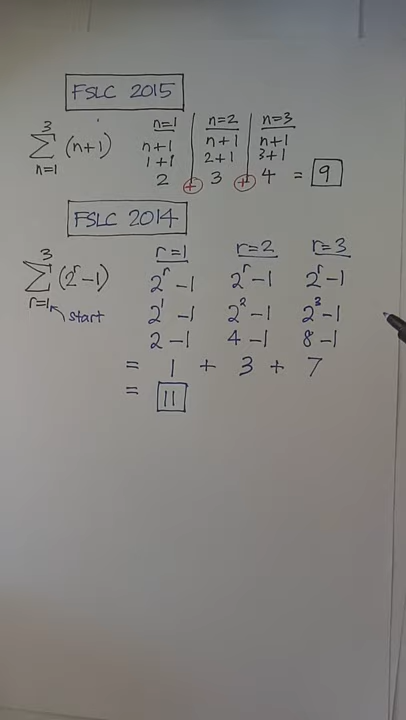 FSLC 2015
n=1 n=2 n=3
3
∑ (n+1) n+1 n+1 n+1
n=1 1+1 2+1 3+1
2 + 3 + 4 = 9
FSLC 2014
3 r=1 r=2 r=3
∑ (2^r −1) 2^r −1 2^r −1 2^r −1
r=1 start 2^1 −1 2^2 −1 2^3 −1
2 −1 4 −1 8 −1
= 1 + 3 + 7
= 11